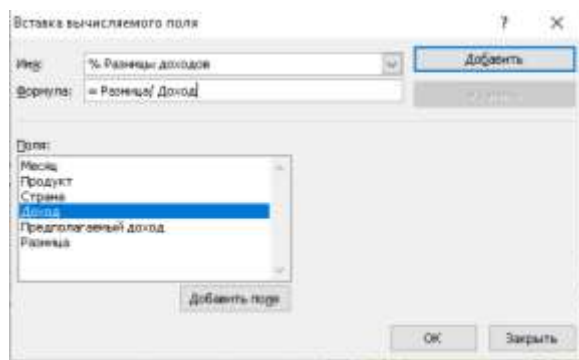 Вставка вычисляемого поля ? ×
Имя: % Разницы доходов
Добавить
Формула: = Разница/ Доход
Поля:
Месяц
Продукт
Страна
Доход
Предполагаемый доход
Разница
Добавить поле
ОК
Закрыть